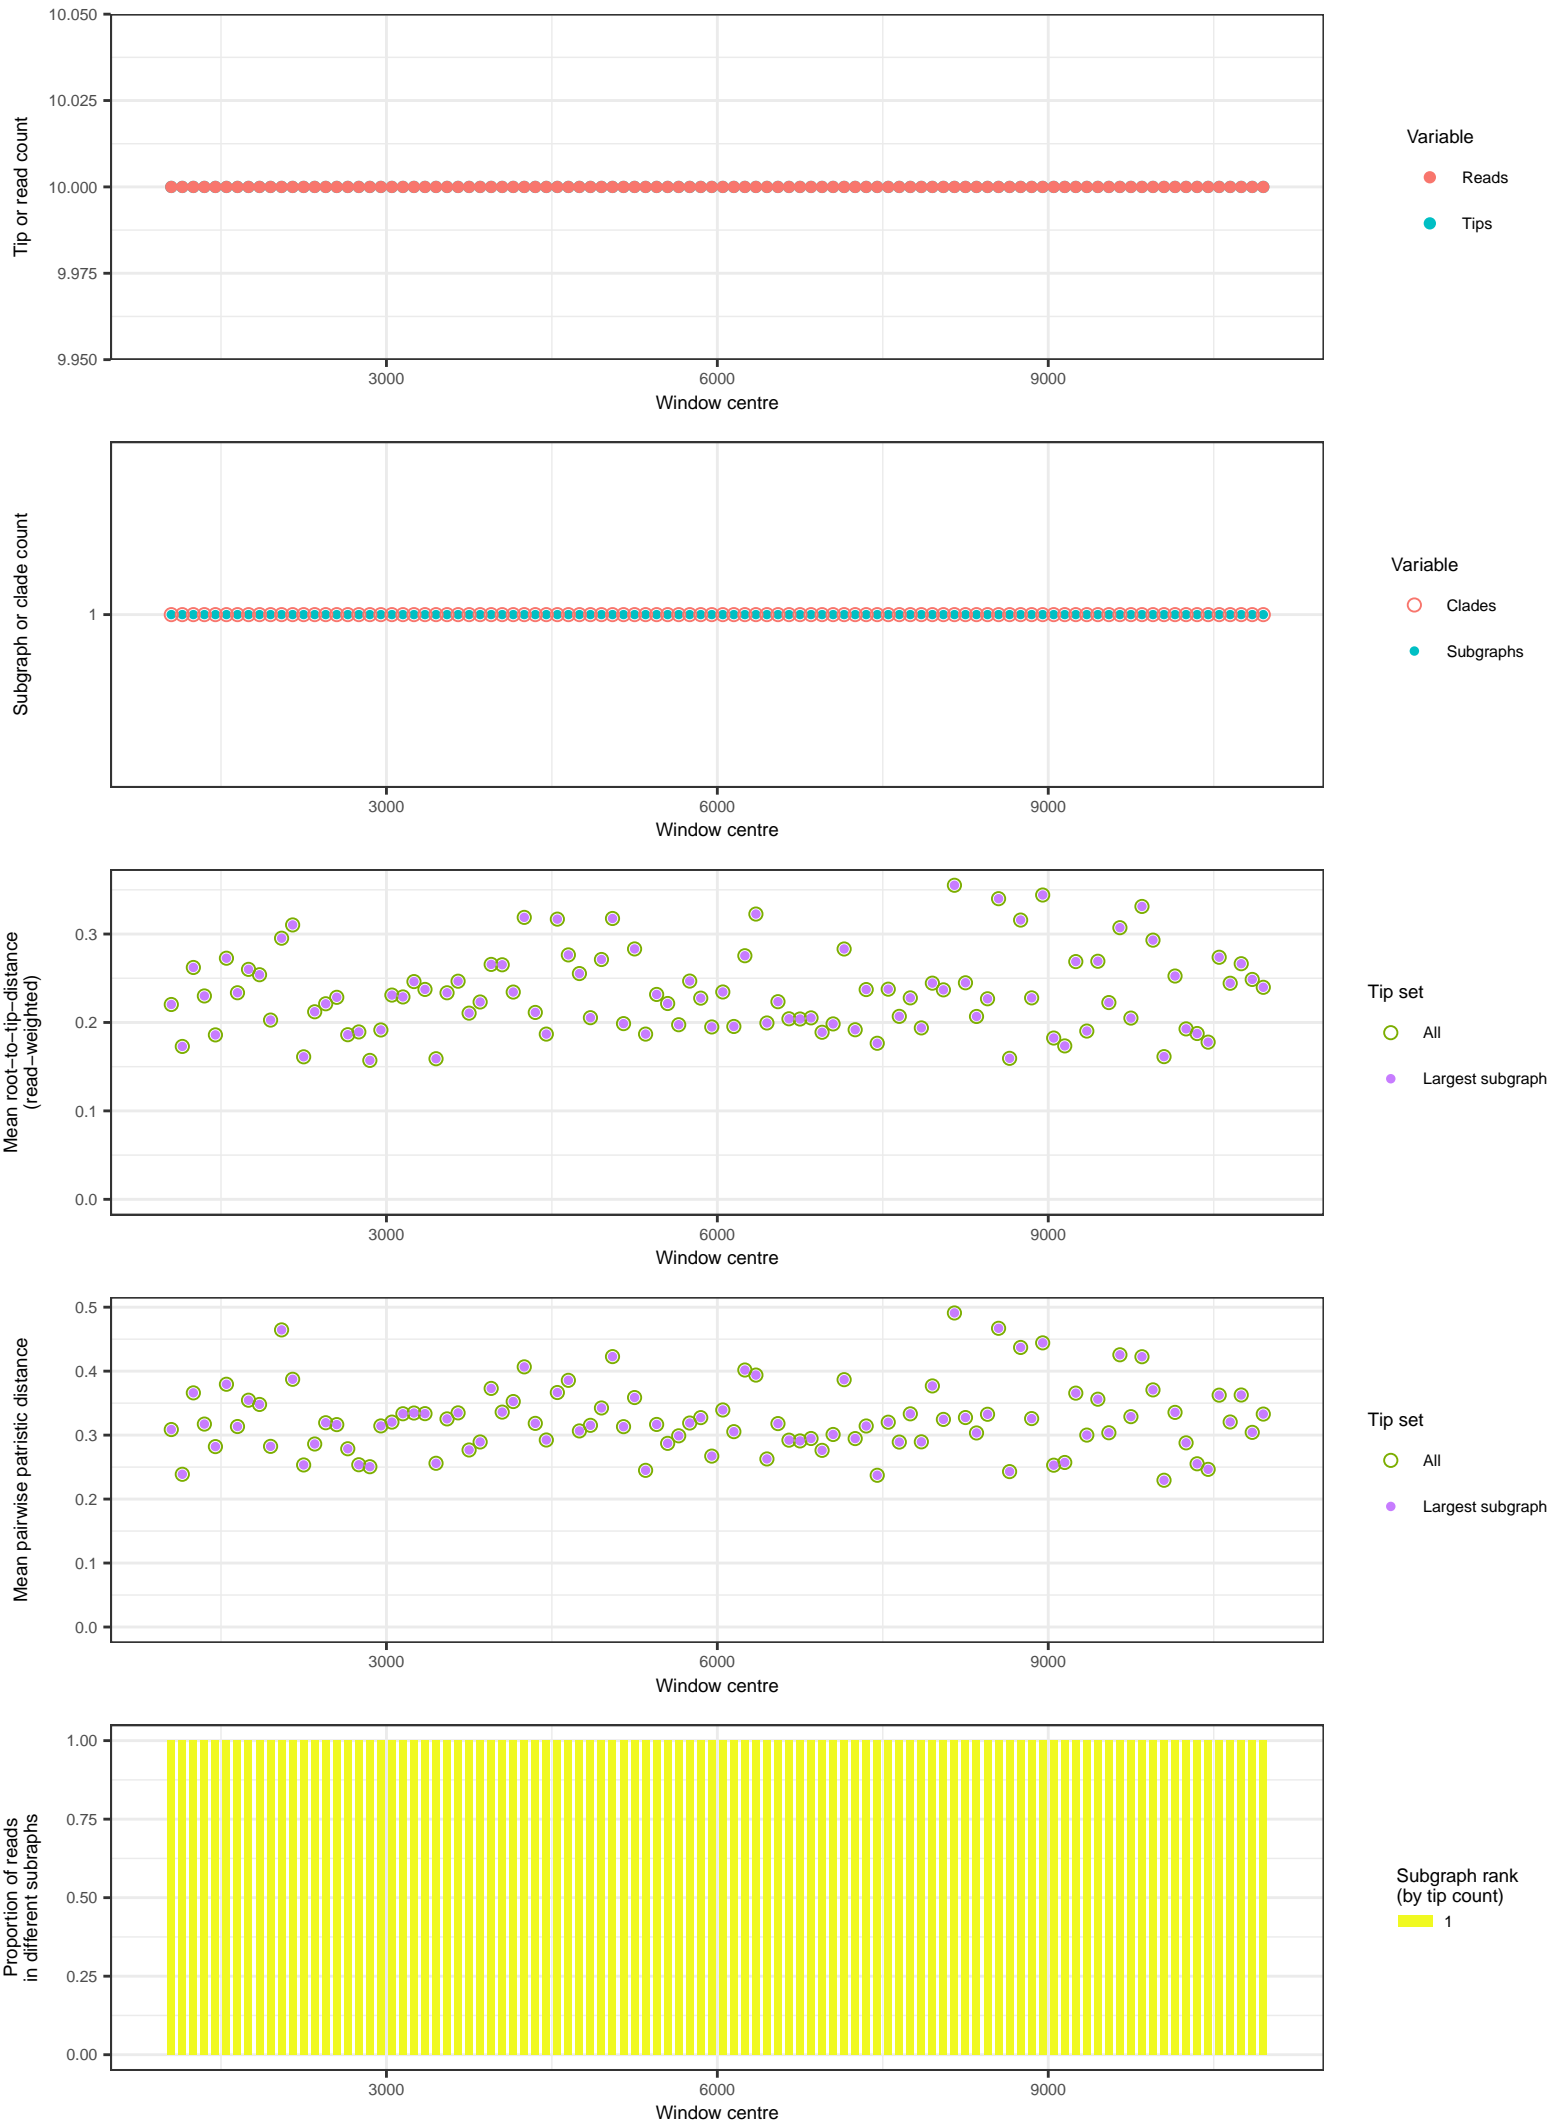 10.050
10.025
10.000
9.975
9.950
Tip or read count
3000
6000
9000
Window centre
Variable
Reads
Tips
1
Subgraph or clade count
3000
6000
9000
Window centre
Variable
Clades
Subgraphs
0.3
0.2
0.1
0.0
Mean root−to−tip−distance
(read−weighted)
3000
6000
9000
Window centre
Tip set
All
Largest subgraph
0.5
0.4
0.3
0.2
0.1
0.0
Mean pairwise patristic distance
3000
6000
9000
Window centre
Tip set
All
Largest subgraph
1.00
0.75
0.50
0.25
0.00
Proportion of reads
in different subraphs
3000
6000
9000
Window centre
Subgraph rank
(by tip count)
1